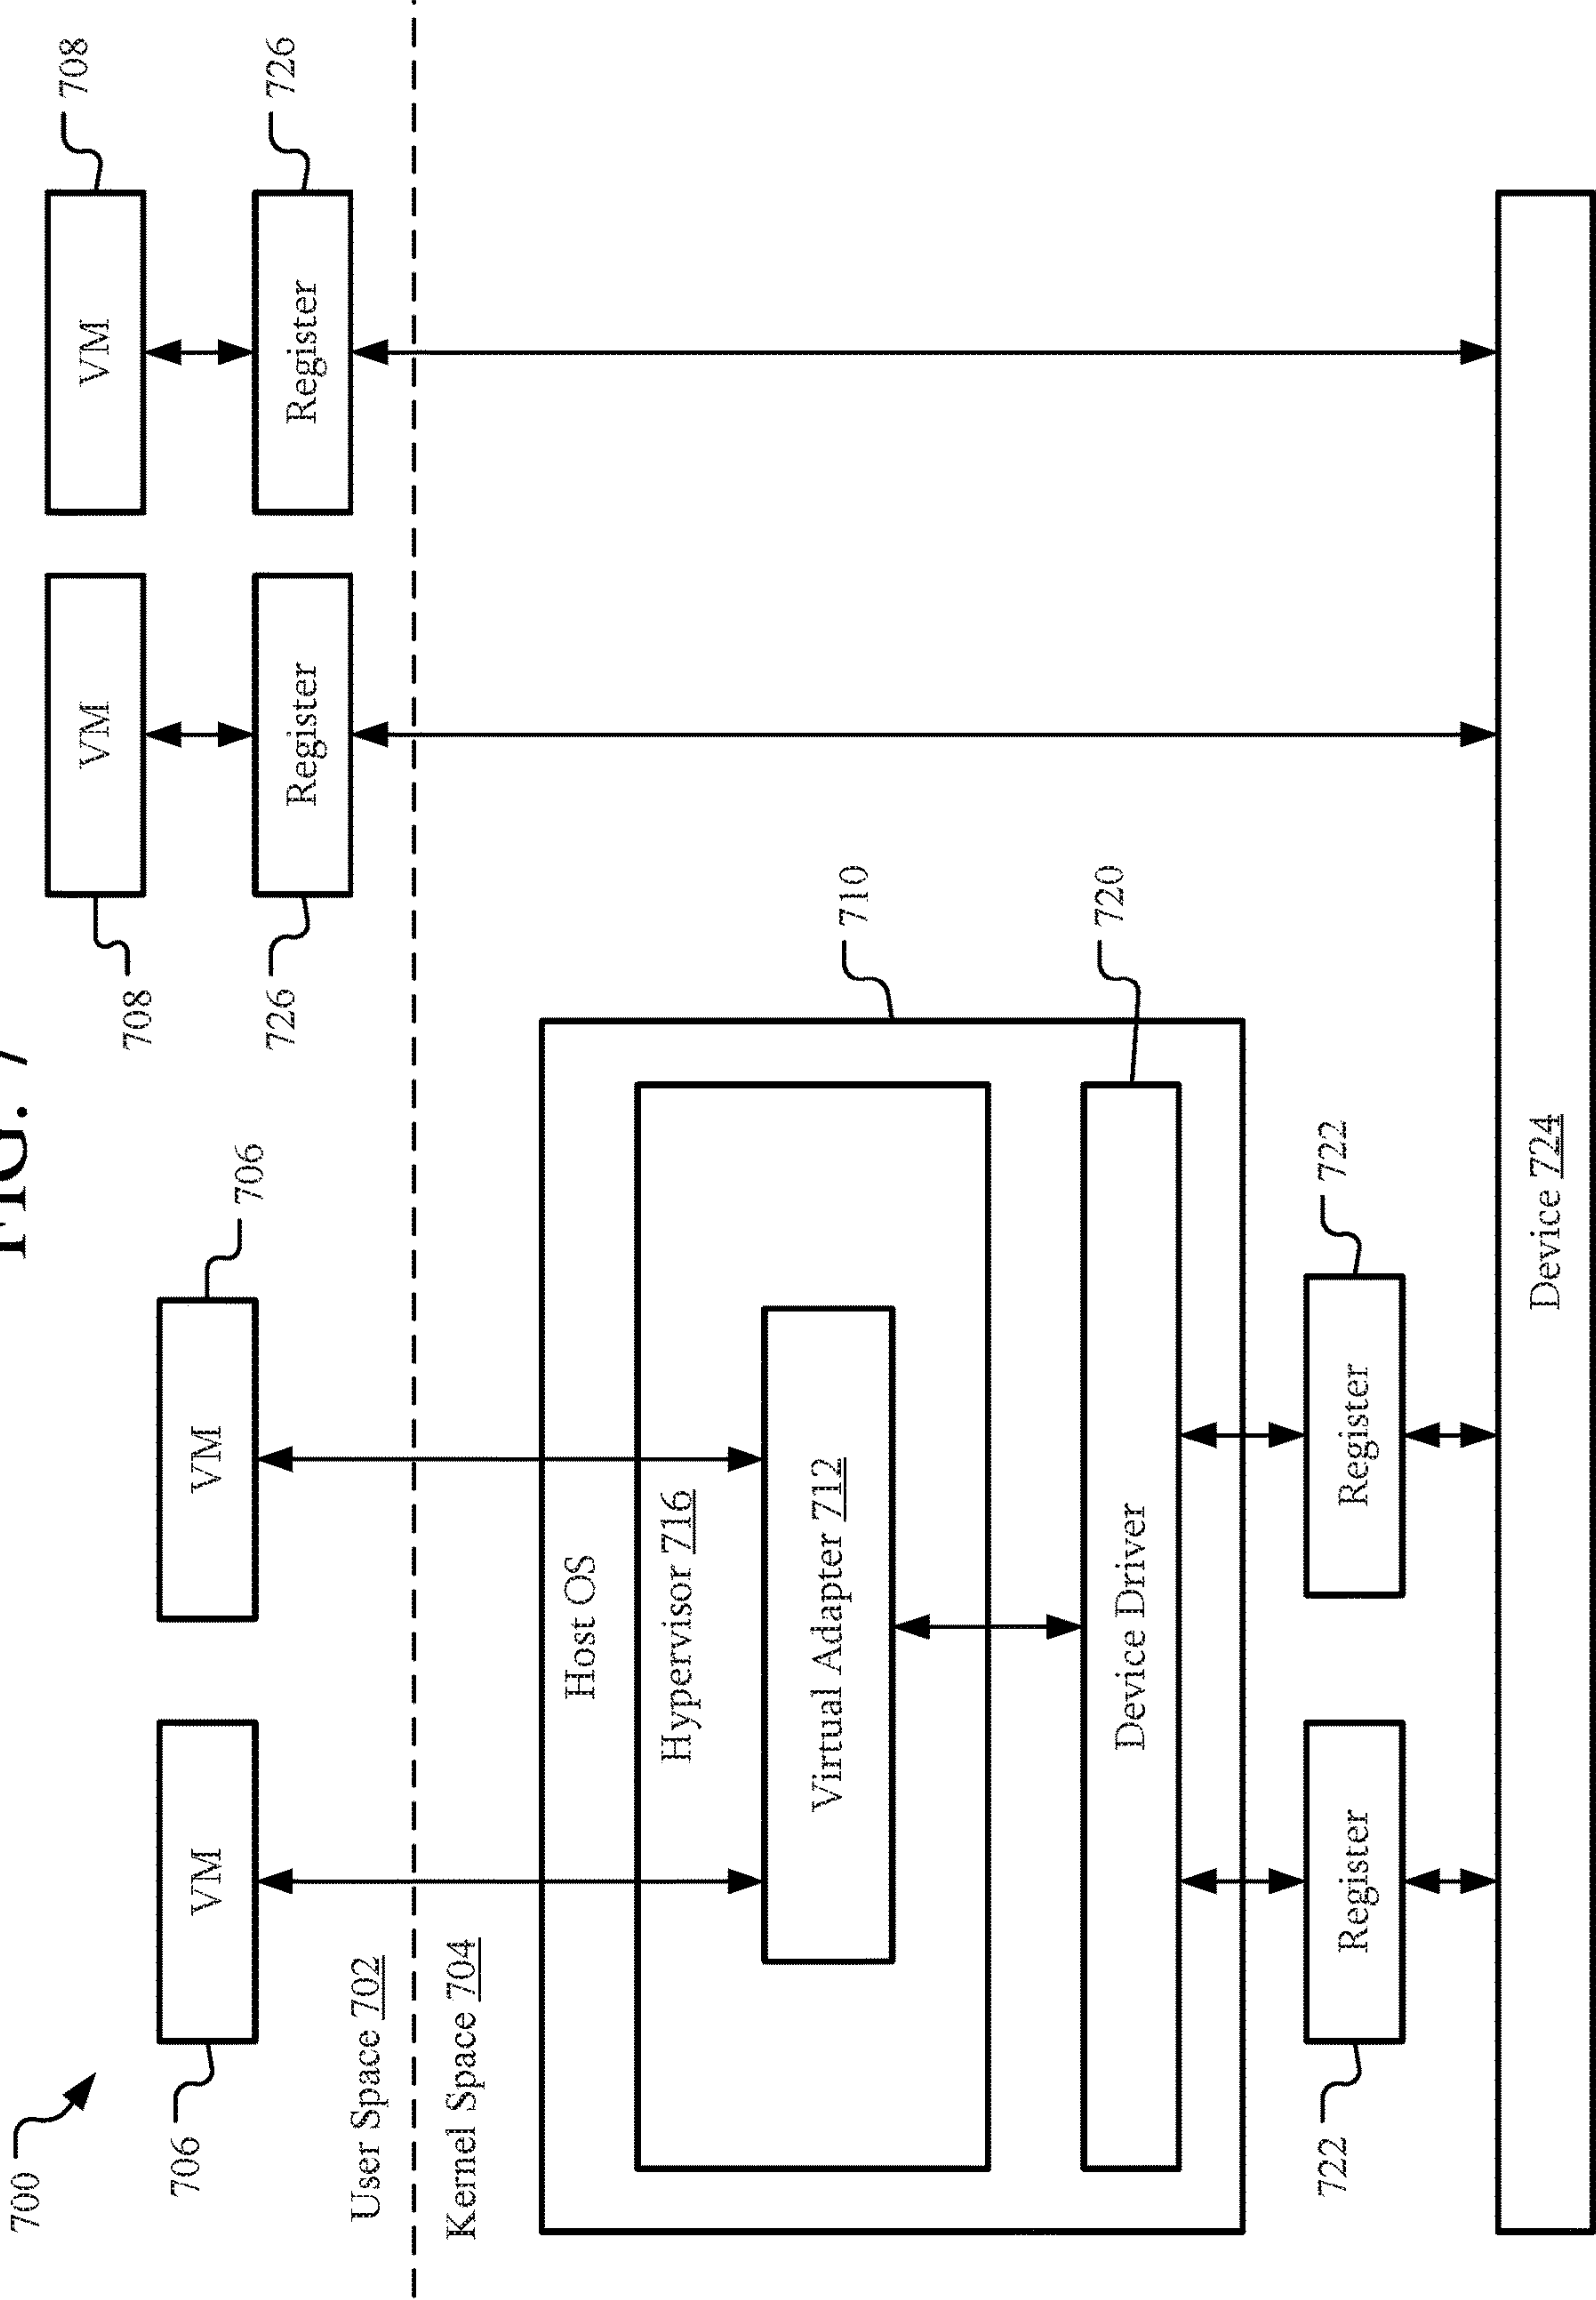 FIG. 7
700
706
VM
VM
706
708
VM
VM
708
726
Register
Register
726
User Space 702
Kernel Space 704
Host OS
710
Hypervisor 716
Virtual Adapter 712
Device Driver
720
722
Register
Register
722
Device 724